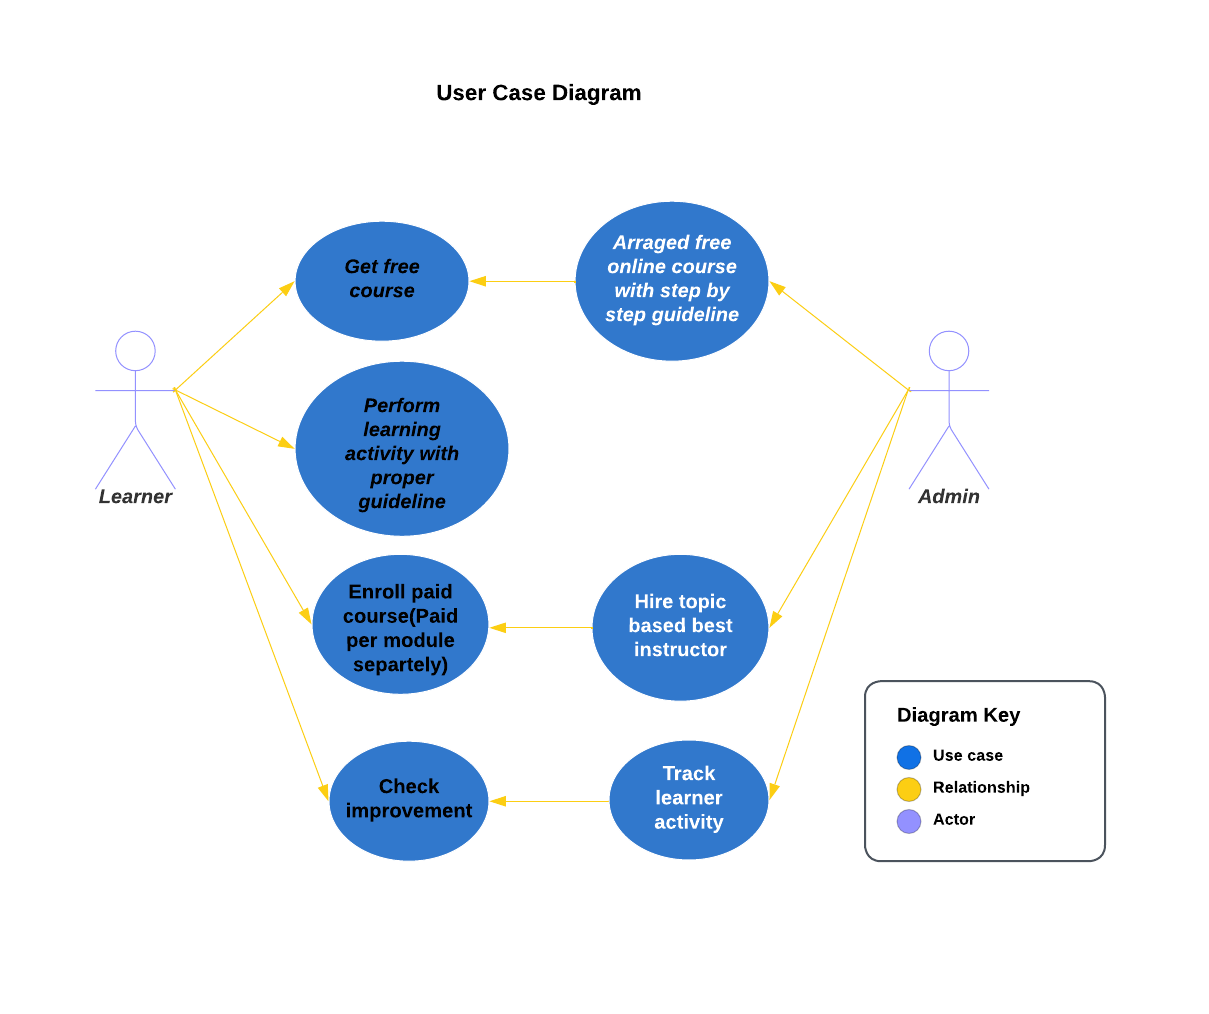 User Case Diagram
Get free
course
Arraged free
online course
with step by
step guideline
Perform
learning
activity with
proper
guideline
Learner
Admin
Enroll paid
course(Paid
per module
separtely)
Hire topic
based best
instructor
Check
improvement
Track
learner
activity
Diagram Key
Use case
Relationship
Actor